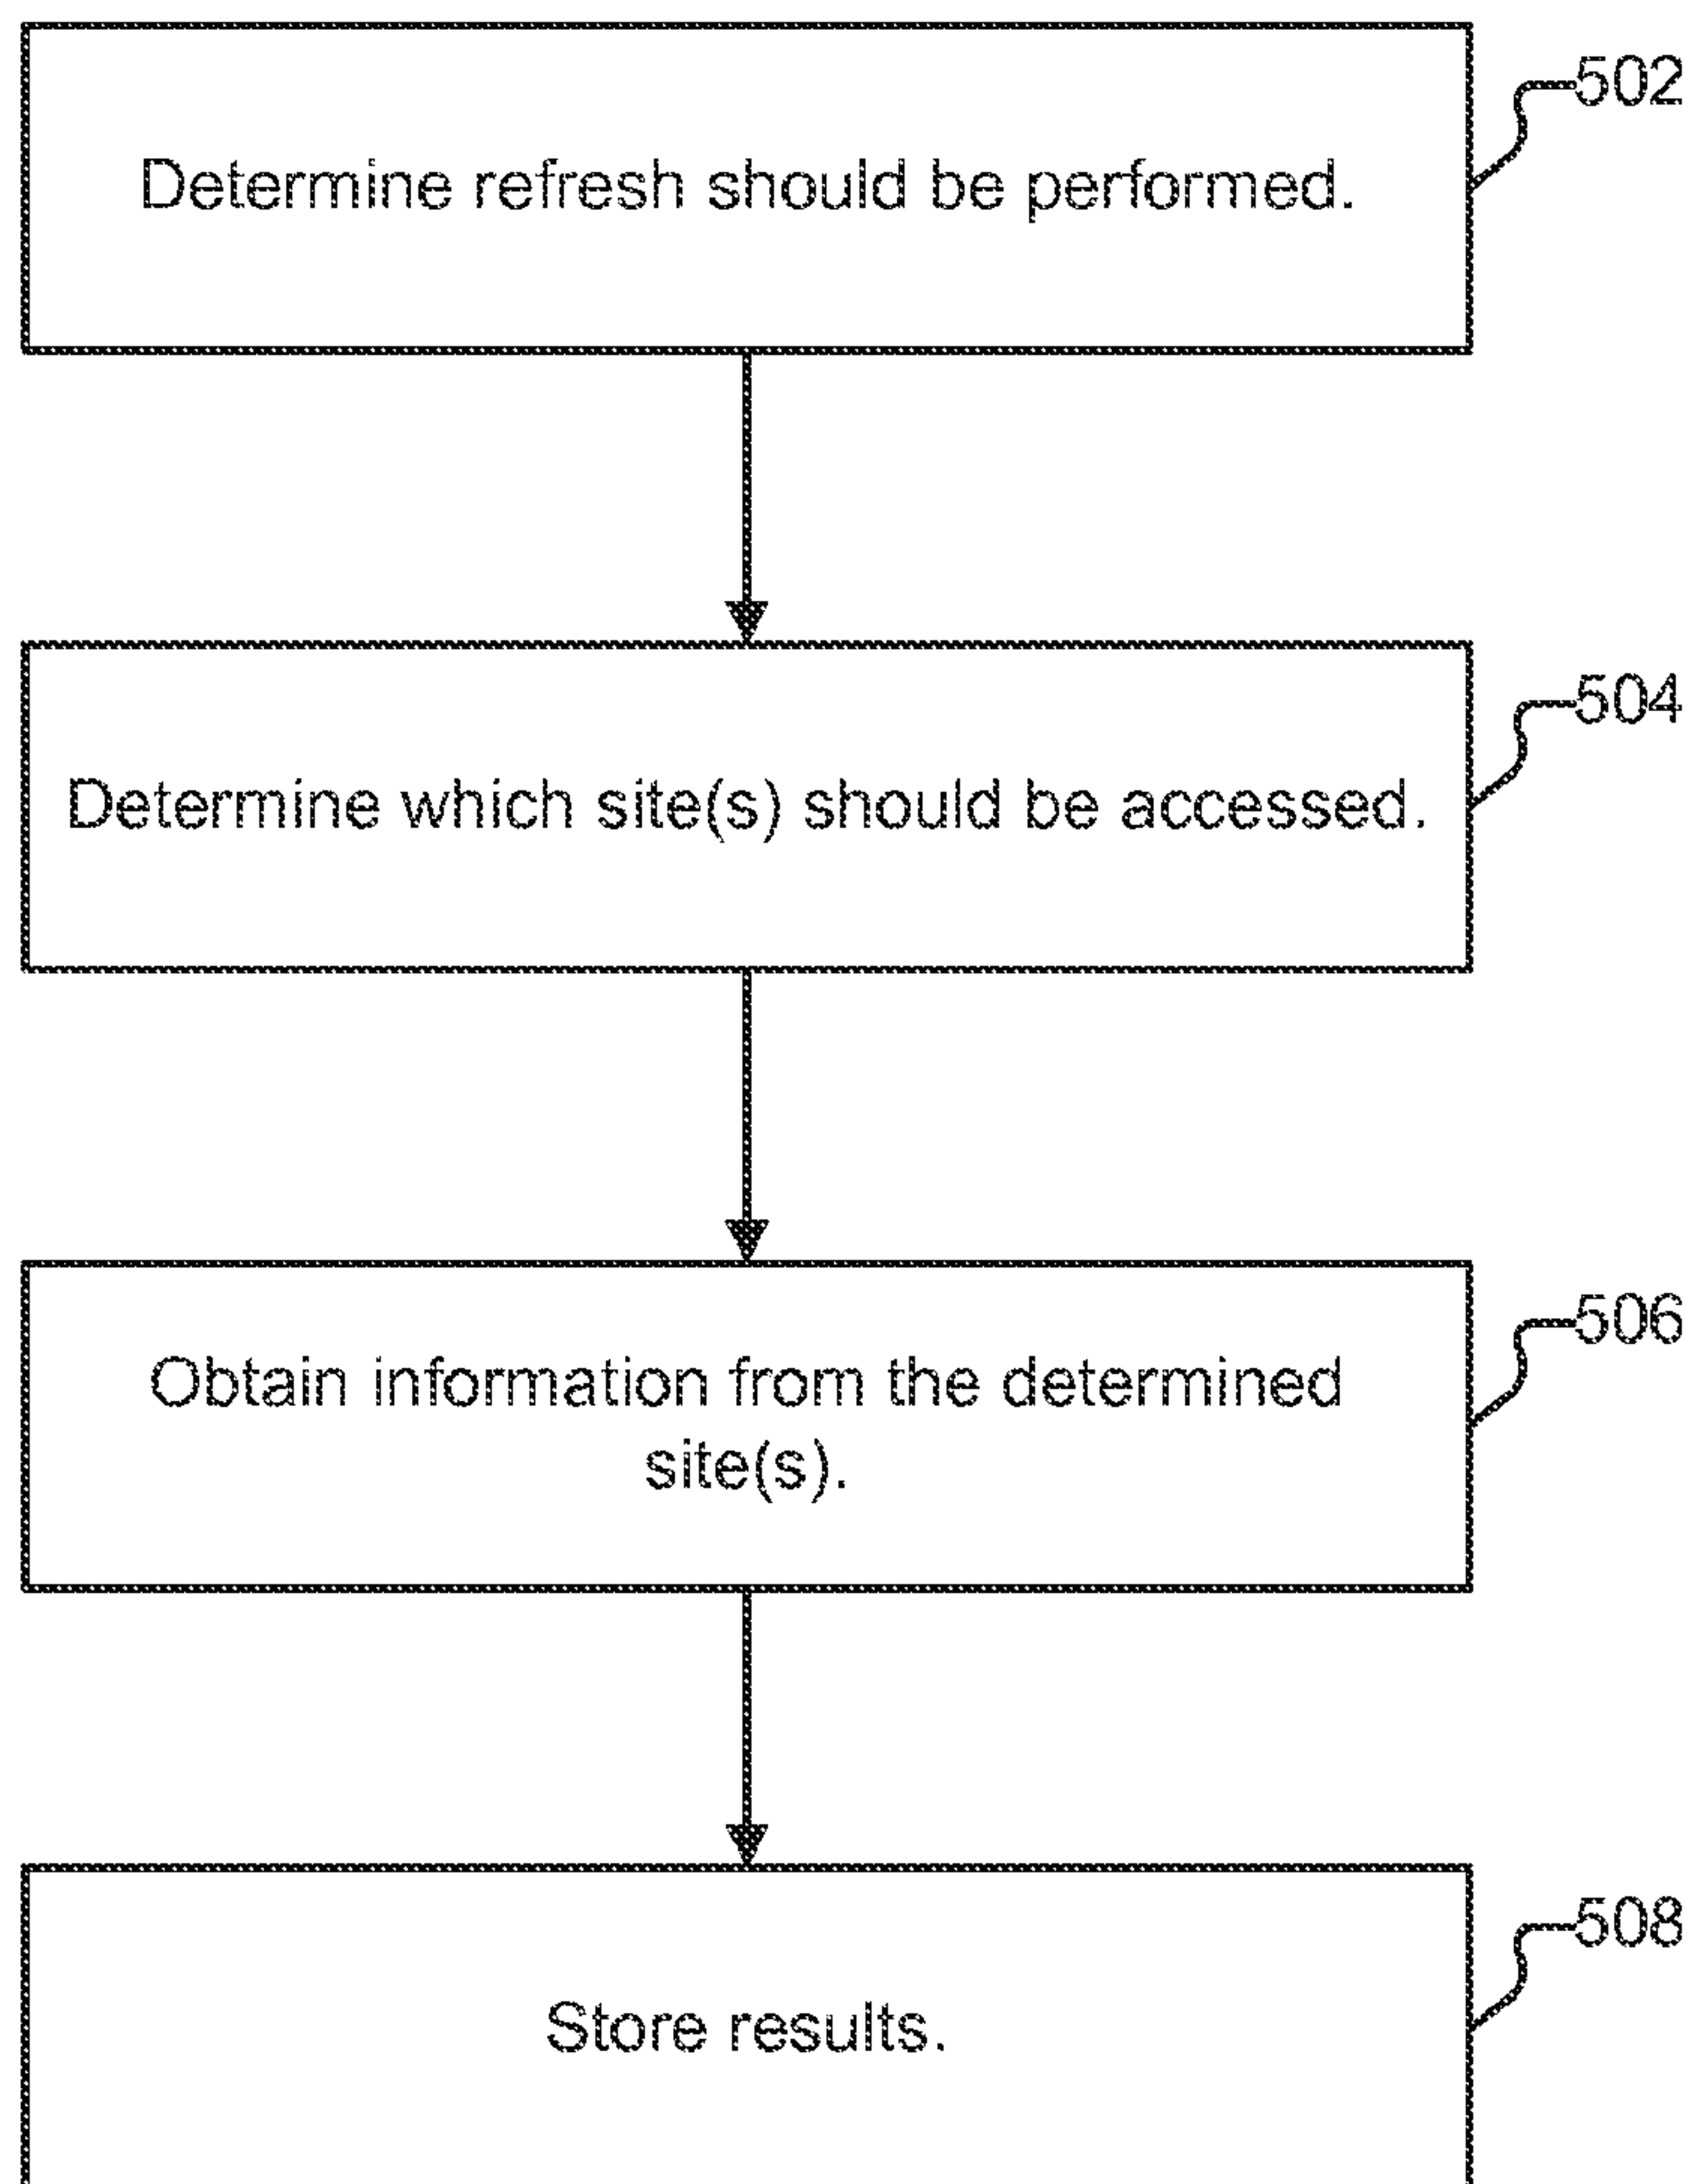 502
Determine refresh should be performed.
504
Determine which site(s) should be accessed.
506
Obtain information from the determined
site(s).
508
Store results.